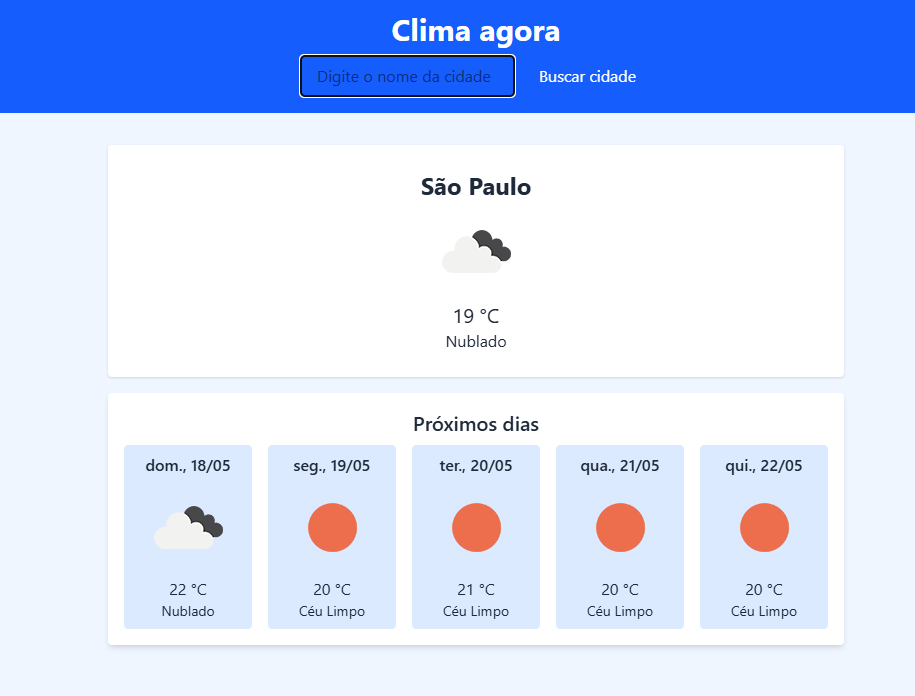 Clima agora
Digite o nome da cidade
Buscar cidade
São Paulo
19 °C
Nublado
Próximos dias
dom., 18/05
22 °C
Nublado
seg., 19/05
20 °C
Céu Limpo
ter., 20/05
21 °C
Céu Limpo
qua., 21/05
20 °C
Céu Limpo
qui., 22/05
20 °C
Céu Limpo